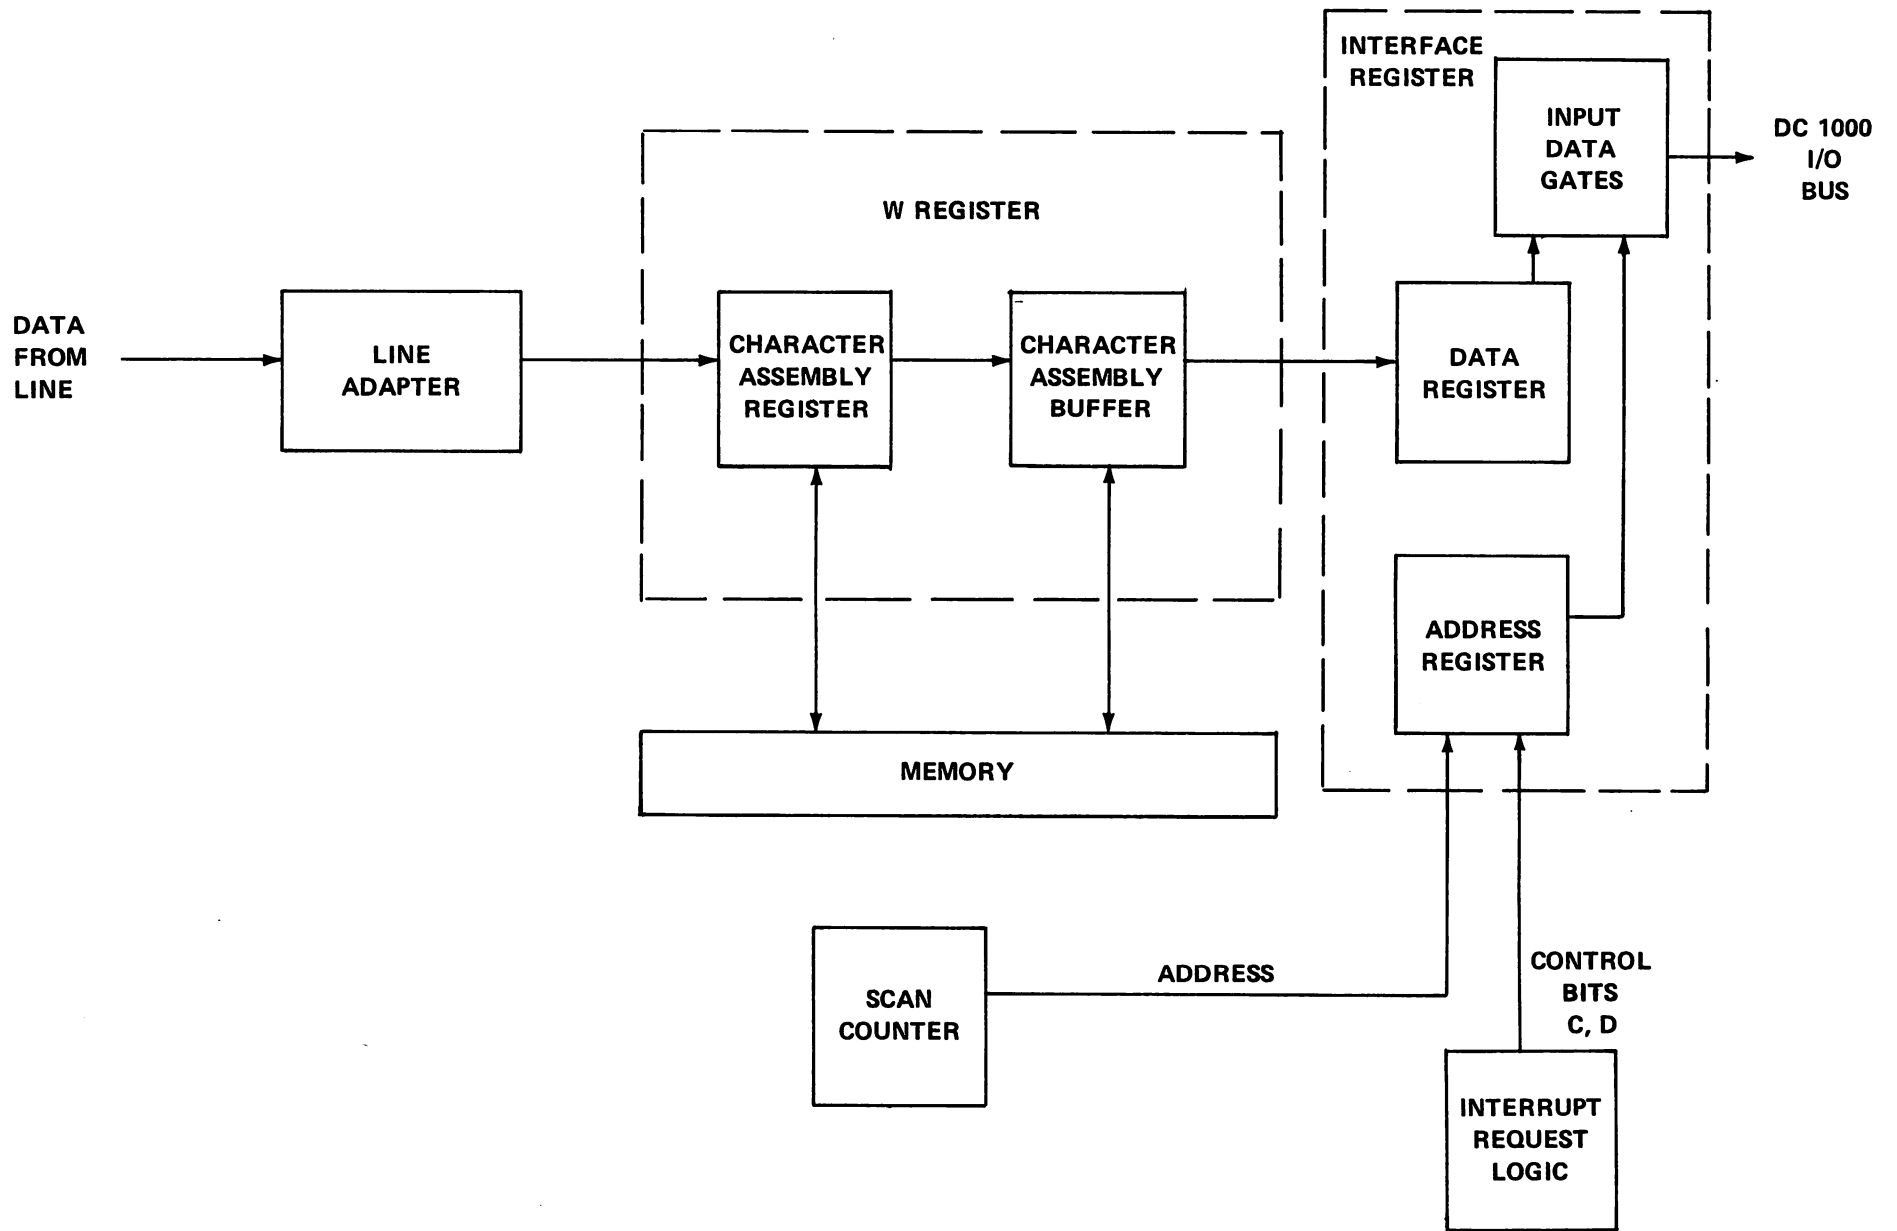 INTERFACE
REGISTER
INPUT
DATA
GATES
DC 1000
I/O
BUS
W REGISTER
DATA
FROM
LINE
LINE
ADAPTER
CHARACTER
ASSEMBLY
REGISTER
CHARACTER
ASSEMBLY
BUFFER
DATA
REGISTER
ADDRESS
REGISTER
MEMORY
SCAN
COUNTER
ADDRESS
CONTROL
BITS
C, D
INTERRUPT
REQUEST
LOGIC